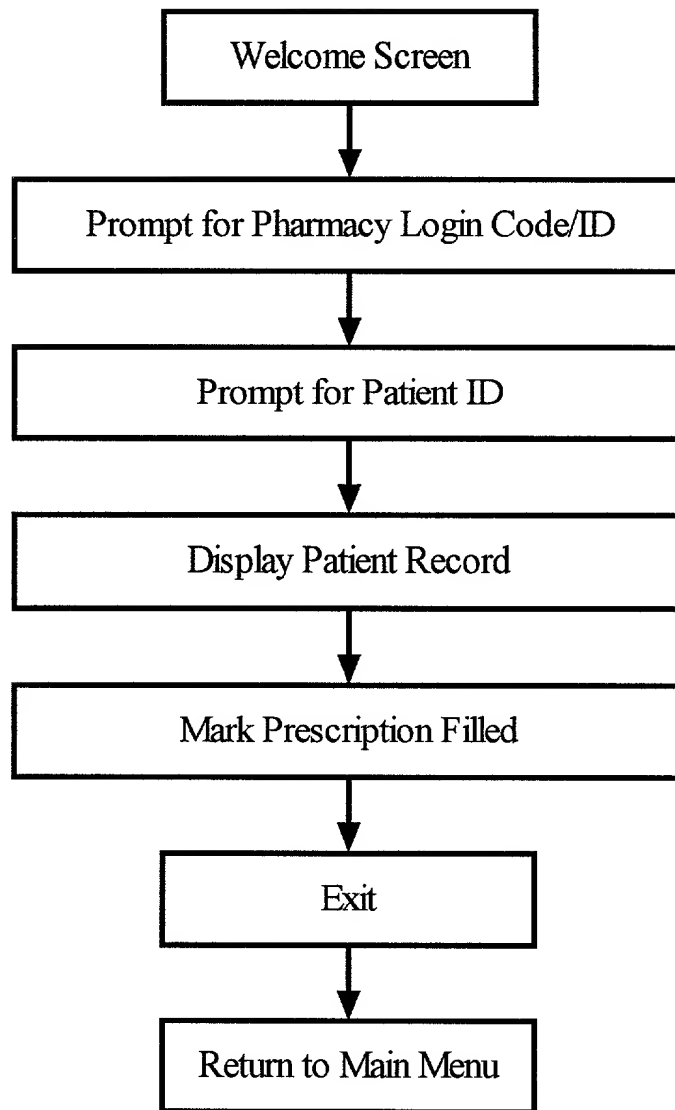 Welcome Screen
Prompt for Pharmacy Login Code/ID
Prompt for Patient ID
Display Patient Record
Mark Prescription Filled
Exit
Return to Main Menu